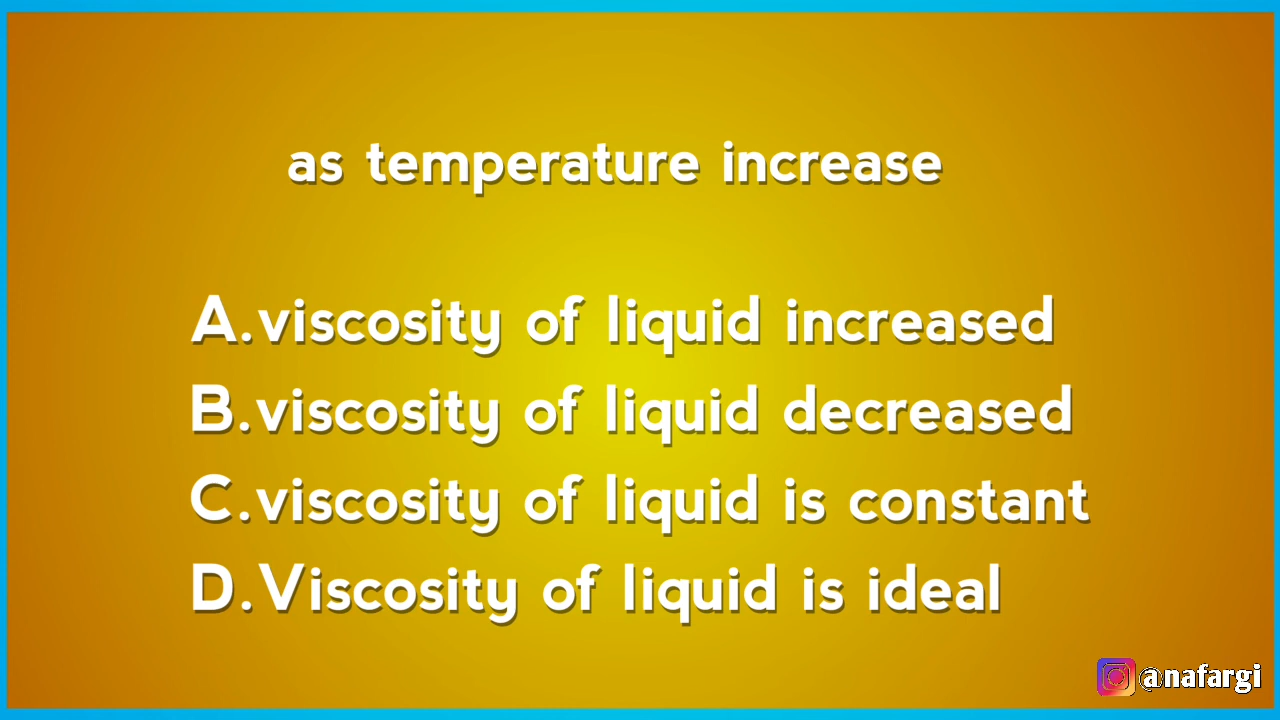 as temperature increase
A.viscosity of liquid increased
B.viscosity of liquid decreased
C.viscosity of liquid is constant
D.Viscosity of liquid is ideal
@nafargi